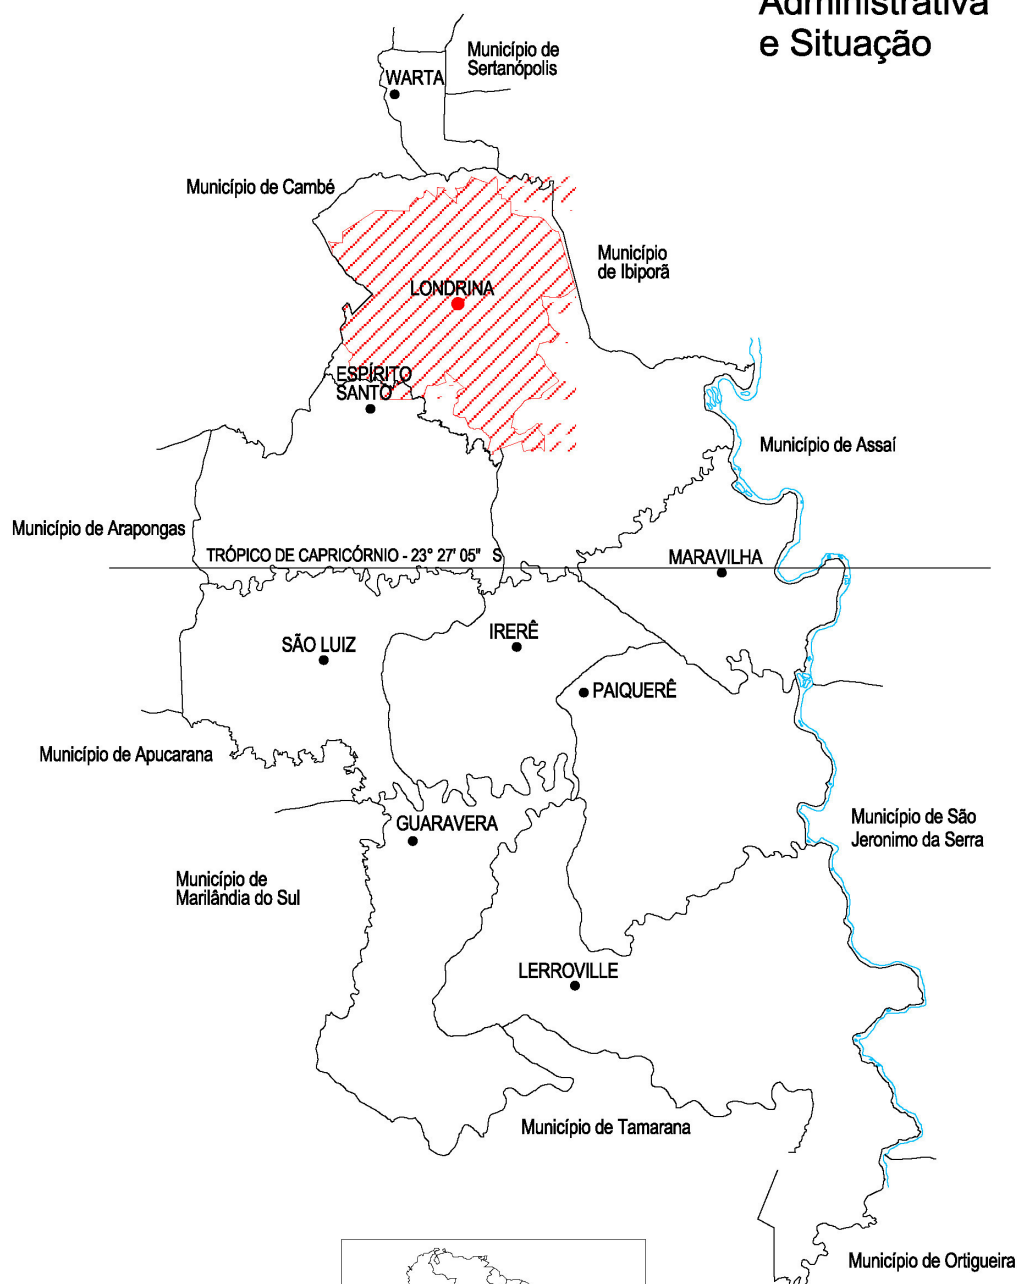 Administrativa
e Situação
Município de
Sertanópolis
WARTA
Município de Cambé
Município
de Ibiporã
LONDRINA
ESPÍRITO
SANTO
Município de Assaí
Município de Arapongas
TRÓPICO DE CAPRICÓRNIO - 23° 27' 05" S
MARAVILHA
IRERÊ
SÃO LUIZ
PAIQUERÊ
Município de Apucarana
GUARAVERA
Município de São
Jeronimo da Serra
Município de
Marilândia do Sul
LERROVILLE
Município de Tamarana
Município de Ortigueira